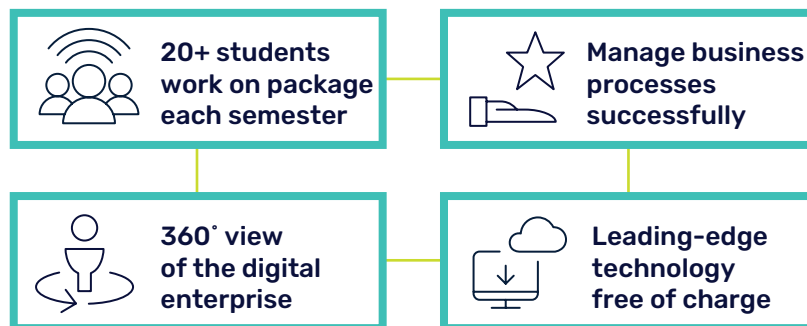 20+ students
work on package
each semester
Manage business
processes
successfully
360° view
of the digital
enterprise
Leading-edge
technology
free of charge